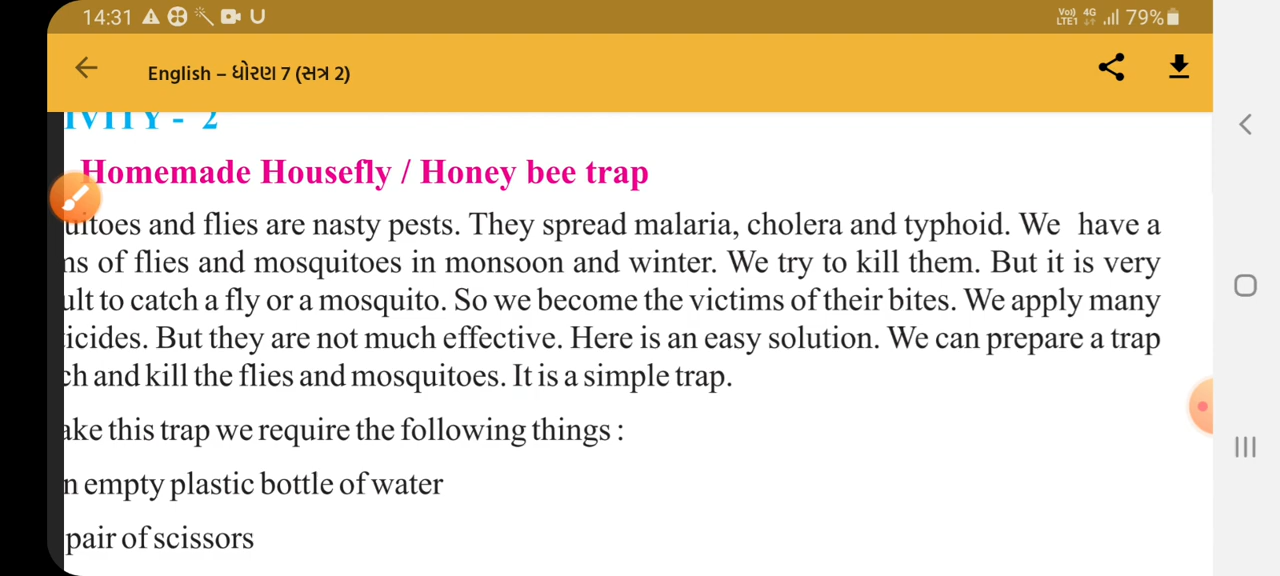 14:31
Vo)) 4G
LTE1 79%
English – ધોરણ 7 (સત્ર 2)
IVITY - 2
Homemade Housefly / Honey bee trap
uitoes and flies are nasty pests. They spread malaria, cholera and typhoid. We have a
ns of flies and mosquitoes in monsoon and winter. We try to kill them. But it is very
ult to catch a fly or a mosquito. So we become the victims of their bites. We apply many
icides. But they are not much effective. Here is an easy solution. We can prepare a trap
ch and kill the flies and mosquitoes. It is a simple trap.
ake this trap we require the following things :
n empty plastic bottle of water
pair of scissors